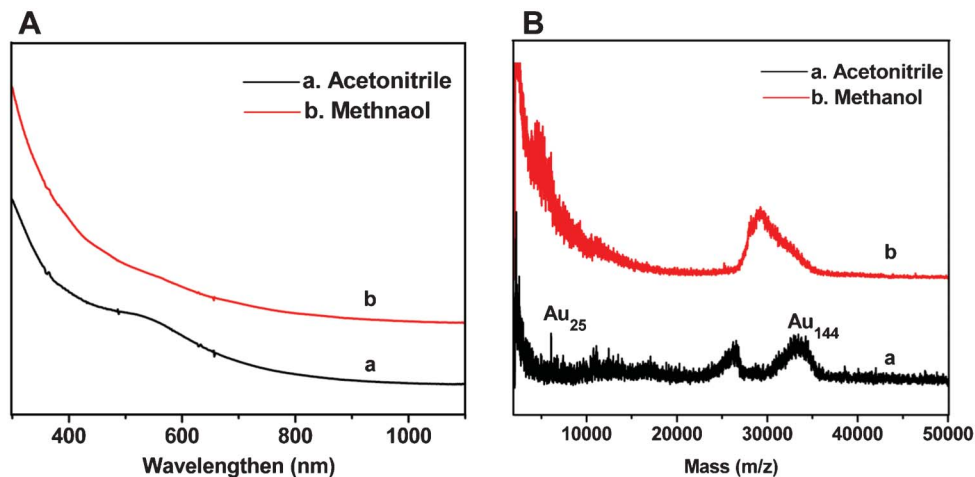 A
a. Acetonitrile
b. Methnaol
b
a
400 600 800 1000
Wavelengthen (nm)
B
a. Acetonitrile
b. Methanol
b
Au25
Au144
a
10000 20000 30000 40000 50000
Mass (m/z)